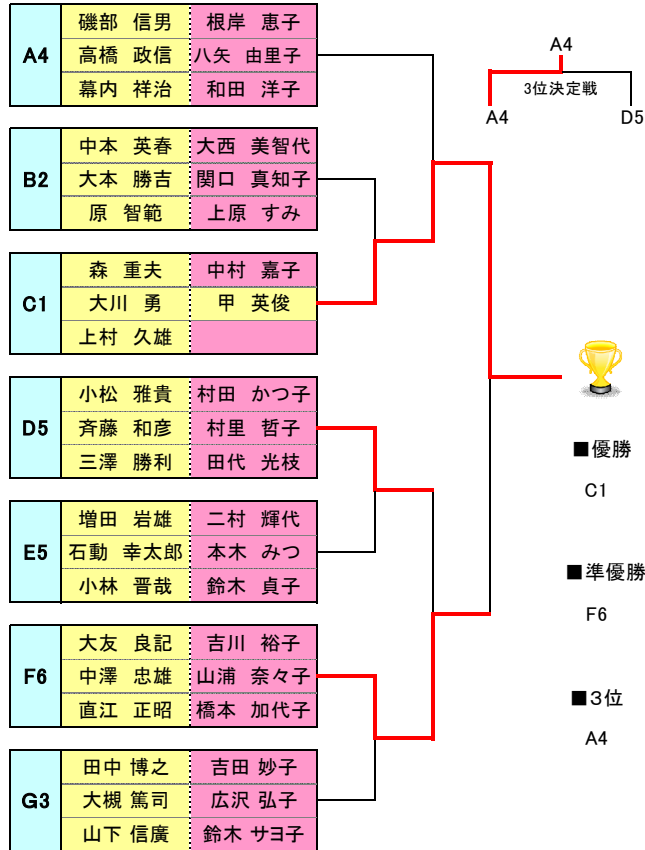 A4
磯部 信男 根岸 恵子
高橋 政信 八矢 由里子
幕内 祥治 和田 洋子
B2
中本 英春 大西 美智代
大本 勝吉 関口 真知子
原 智範 上原 すみ
C1
森 重夫 中村 嘉子
大川 勇 甲 英俊
上村 久雄
D5
小松 雅貴 村田 かつ子
斉藤 和彦 村里 哲子
三澤 勝利 田代 光枝
E5
増田 岩雄 二村 輝代
石動 幸太郎 本木 みつ
小林 晋哉 鈴木 貞子
F6
大友 良記 吉川 裕子
中澤 忠雄 山浦 奈々子
直江 正昭 橋本 加代子
G3
田中 博之 吉田 妙子
大槻 篤司 広沢 弘子
山下 信廣 鈴木 サヨ子
A4
3位決定戦
A4 D5
■優勝
C1
■準優勝
F6
■3位
A4